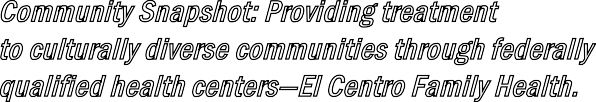 Community Snapshot: Providing treatment
to culturally diverse communities through federally
qualified health centers—El Centro Family Health.